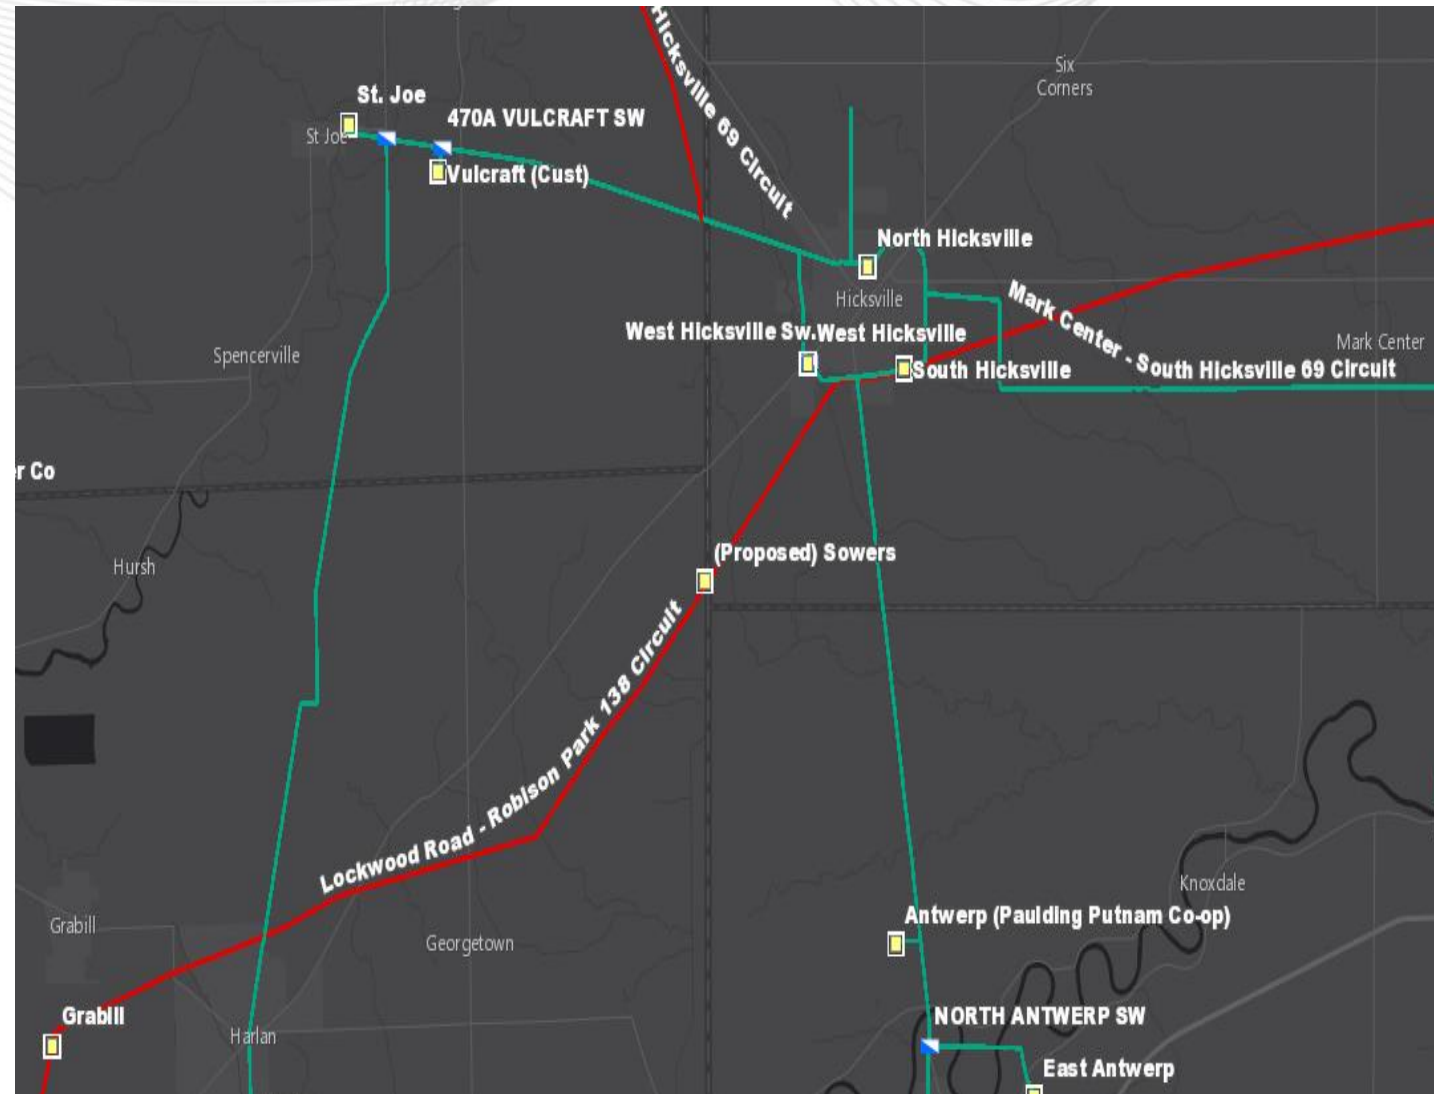 Hicksville 69 Circuit
Six
Corners
St. Joe
470A VULCRAFT SW
St Joe
Vulcraft (Cust)
North Hicksville
Hicksville
Mark Center - South Hicksville 69 Circuit
West Hicksville Sw.
West Hicksville
Mark Center
Spencerville
South Hicksville
r Co
(Proposed) Sowers
Hursh
Lockwood Road - Robison Park 138 Circuit
Knoxdale
Antwerp (Paulding Putnam Co-op)
Grabill
Georgetown
Grabill
NORTH ANTWERP SW
Harlan
East Antwerp